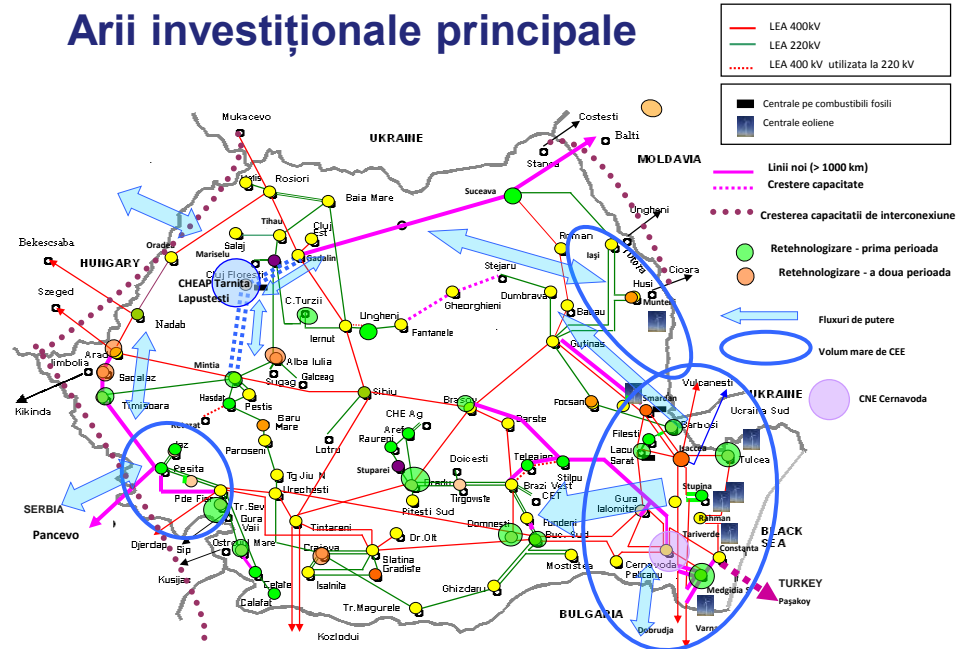 Arii investiționale principale
LEA 400kV
LEA 220kV
LEA 400 kV utilizata la 220 kV
Centrale pe combustibili fosili
Centrale eoliene
Linii noi (> 1000 km)
Crestere capacitate
Cresterea capacitatii de interconexiune
Retehnologizare - prima perioada
Retehnologizare - a doua perioada
Fluxuri de putere
Volum mare de CEE
CNE Cernavoda
Mukacevo
UKRAINE
Costesti
Balti
Stanca
MOLDAVIA
Rosiori
Baia Mare
Suceava
Ungheni
Tihau
Cluj
Est
Salaj
Roman
Oradea
Mariselu
Gadalin
Iași
Tutora
Bekescsaba
HUNGARY
Cluj Floresti
Stejaru
Cioara
CHEAP Tarnita
Lapustesti
Husi
Munteni
Szeged
C.Turzii
Gheorghieni
Dumbrava
Bacau
Nadab
Iernut
Ungheni
Fantanele
Gutinas
Arad
Mintia
Alba Iulia
Jimbolia
Sugag
Galceag
Sacalaz
Vulcanesti
UKRAINE
Kikinda
Timisoara
Hasdat
Pestis
Sibiu
Brasov
Focsani
Smardan
Ucraina Sud
Baru
Mare
CHE Ag
Darste
Filesti
Barbosi
Paroseni
Lotru
Raureni
Aref
Lacu
Sarat
Isaccea
Tulcea
Iaz
Resita
Stuparei
Doicesti
Teleajen
Stilpu
Tg Jiu N
Bradu
Tirgoviste
Brazi Vest
Stupina
SERBIA
Urechesti
CET
Gura
Ialomitei
Pancevo
Tr.Sev
Pitesti Sud
Fundeni
Rahman
BLACK
SEA
Gura
Vaii
Tintareni
Domnesti
Buc. Sud
Tariverde
Djerdap
Sip
Ostrovul Mare
Dr.Olt
Constanta
Craiova
Slatina
Gradiste
Mostistea
Cernavoda
Pelicanu
TURKEY
Kusijac
Cetate
Isalnita
Ghizdaru
Medgidia S
Pașakoy
Calafat
Tr.Magurele
BULGARIA
Kozlodui
Dobrudja
Varna